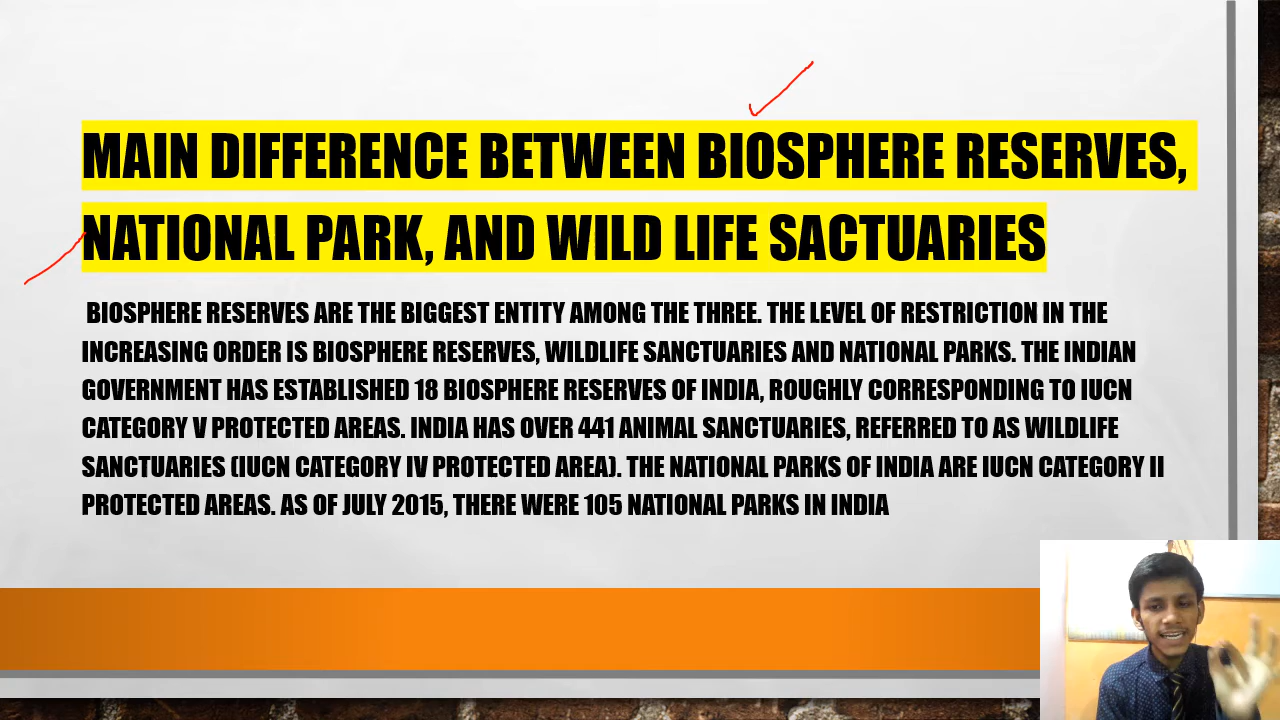 MAIN DIFFERENCE BETWEEN BIOSPHERE RESERVES,
NATIONAL PARK, AND WILD LIFE SACTUARIES
BIOSPHERE RESERVES ARE THE BIGGEST ENTITY AMONG THE THREE. THE LEVEL OF RESTRICTION IN THE
INCREASING ORDER IS BIOSPHERE RESERVES, WILDLIFE SANCTUARIES AND NATIONAL PARKS. THE INDIAN
GOVERNMENT HAS ESTABLISHED 18 BIOSPHERE RESERVES OF INDIA, ROUGHLY CORRESPONDING TO IUCN
CATEGORY V PROTECTED AREAS. INDIA HAS OVER 441 ANIMAL SANCTUARIES, REFERRED TO AS WILDLIFE
SANCTUARIES (IUCN CATEGORY IV PROTECTED AREA). THE NATIONAL PARKS OF INDIA ARE IUCN CATEGORY II
PROTECTED AREAS. AS OF JULY 2015, THERE WERE 105 NATIONAL PARKS IN INDIA